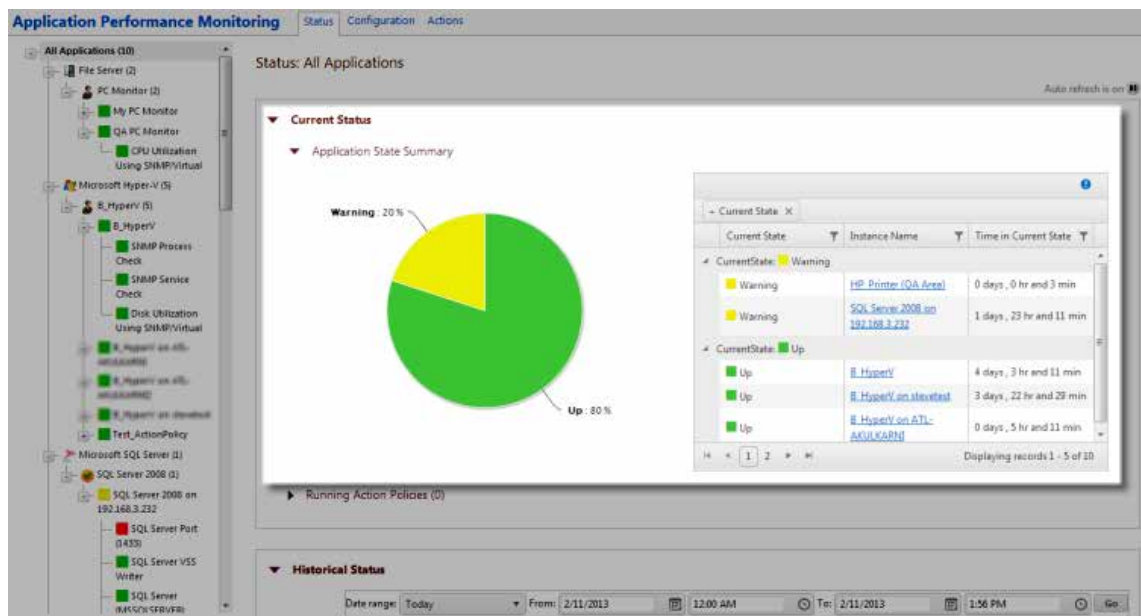 Application Performance Monitoring
Status Configuration Actions
All Applications (10)
File Server (2)
PC Monitor (2)
My PC Monitor
QA PC Monitor
CPU Utilization
Using SNMP/Virtual
Microsoft Hyper-V (5)
B_HyperV (5)
B_HyperV
SNMP Process
Check
SNMP Service
Check
Disk Utilization
Using SNMP/Virtual
Test_ActionPolicy
Microsoft SQL Server (1)
SQL Server 2008 (1)
SQL Server 2008 on
192.168.3.232
SQL Server Port
(1433)
SQL Server VSS
Writer
SQL Server
(MSSQLSERVER)
Status: All Applications
Auto refresh is on
Current Status
Application State Summary
Warning : 20 %
Up : 80 %
Current State X
Current State Instance Name Time in Current State
CurrentState: Warning
Warning HP Printer (QA Area) 0 days , 0 hr and 3 min
Warning SQL Server 2008 on 192.168.3.232 1 days , 23 hr and 11 min
CurrentState: Up
Up B_HyperV 4 days , 3 hr and 11 min
Up B_HyperV on stevetest 3 days , 22 hr and 29 min
Up B_HyperV on ATL-AKULKARNI 0 days , 5 hr and 11 min
1 2 Displaying records 1 - 5 of 10
Running Action Policies (0)
Historical Status
Date range: Today From: 2/11/2013 12:00 AM To: 2/11/2013 1:56 PM Go